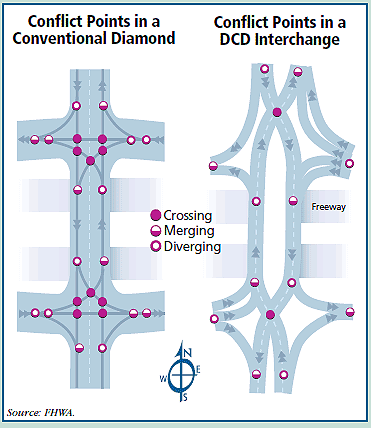 Conflict Points in a
Conventional Diamond
Conflict Points in a
DCD Interchange
Crossing
Merging
Diverging
Freeway
N
W
E
S
Source: FHWA.